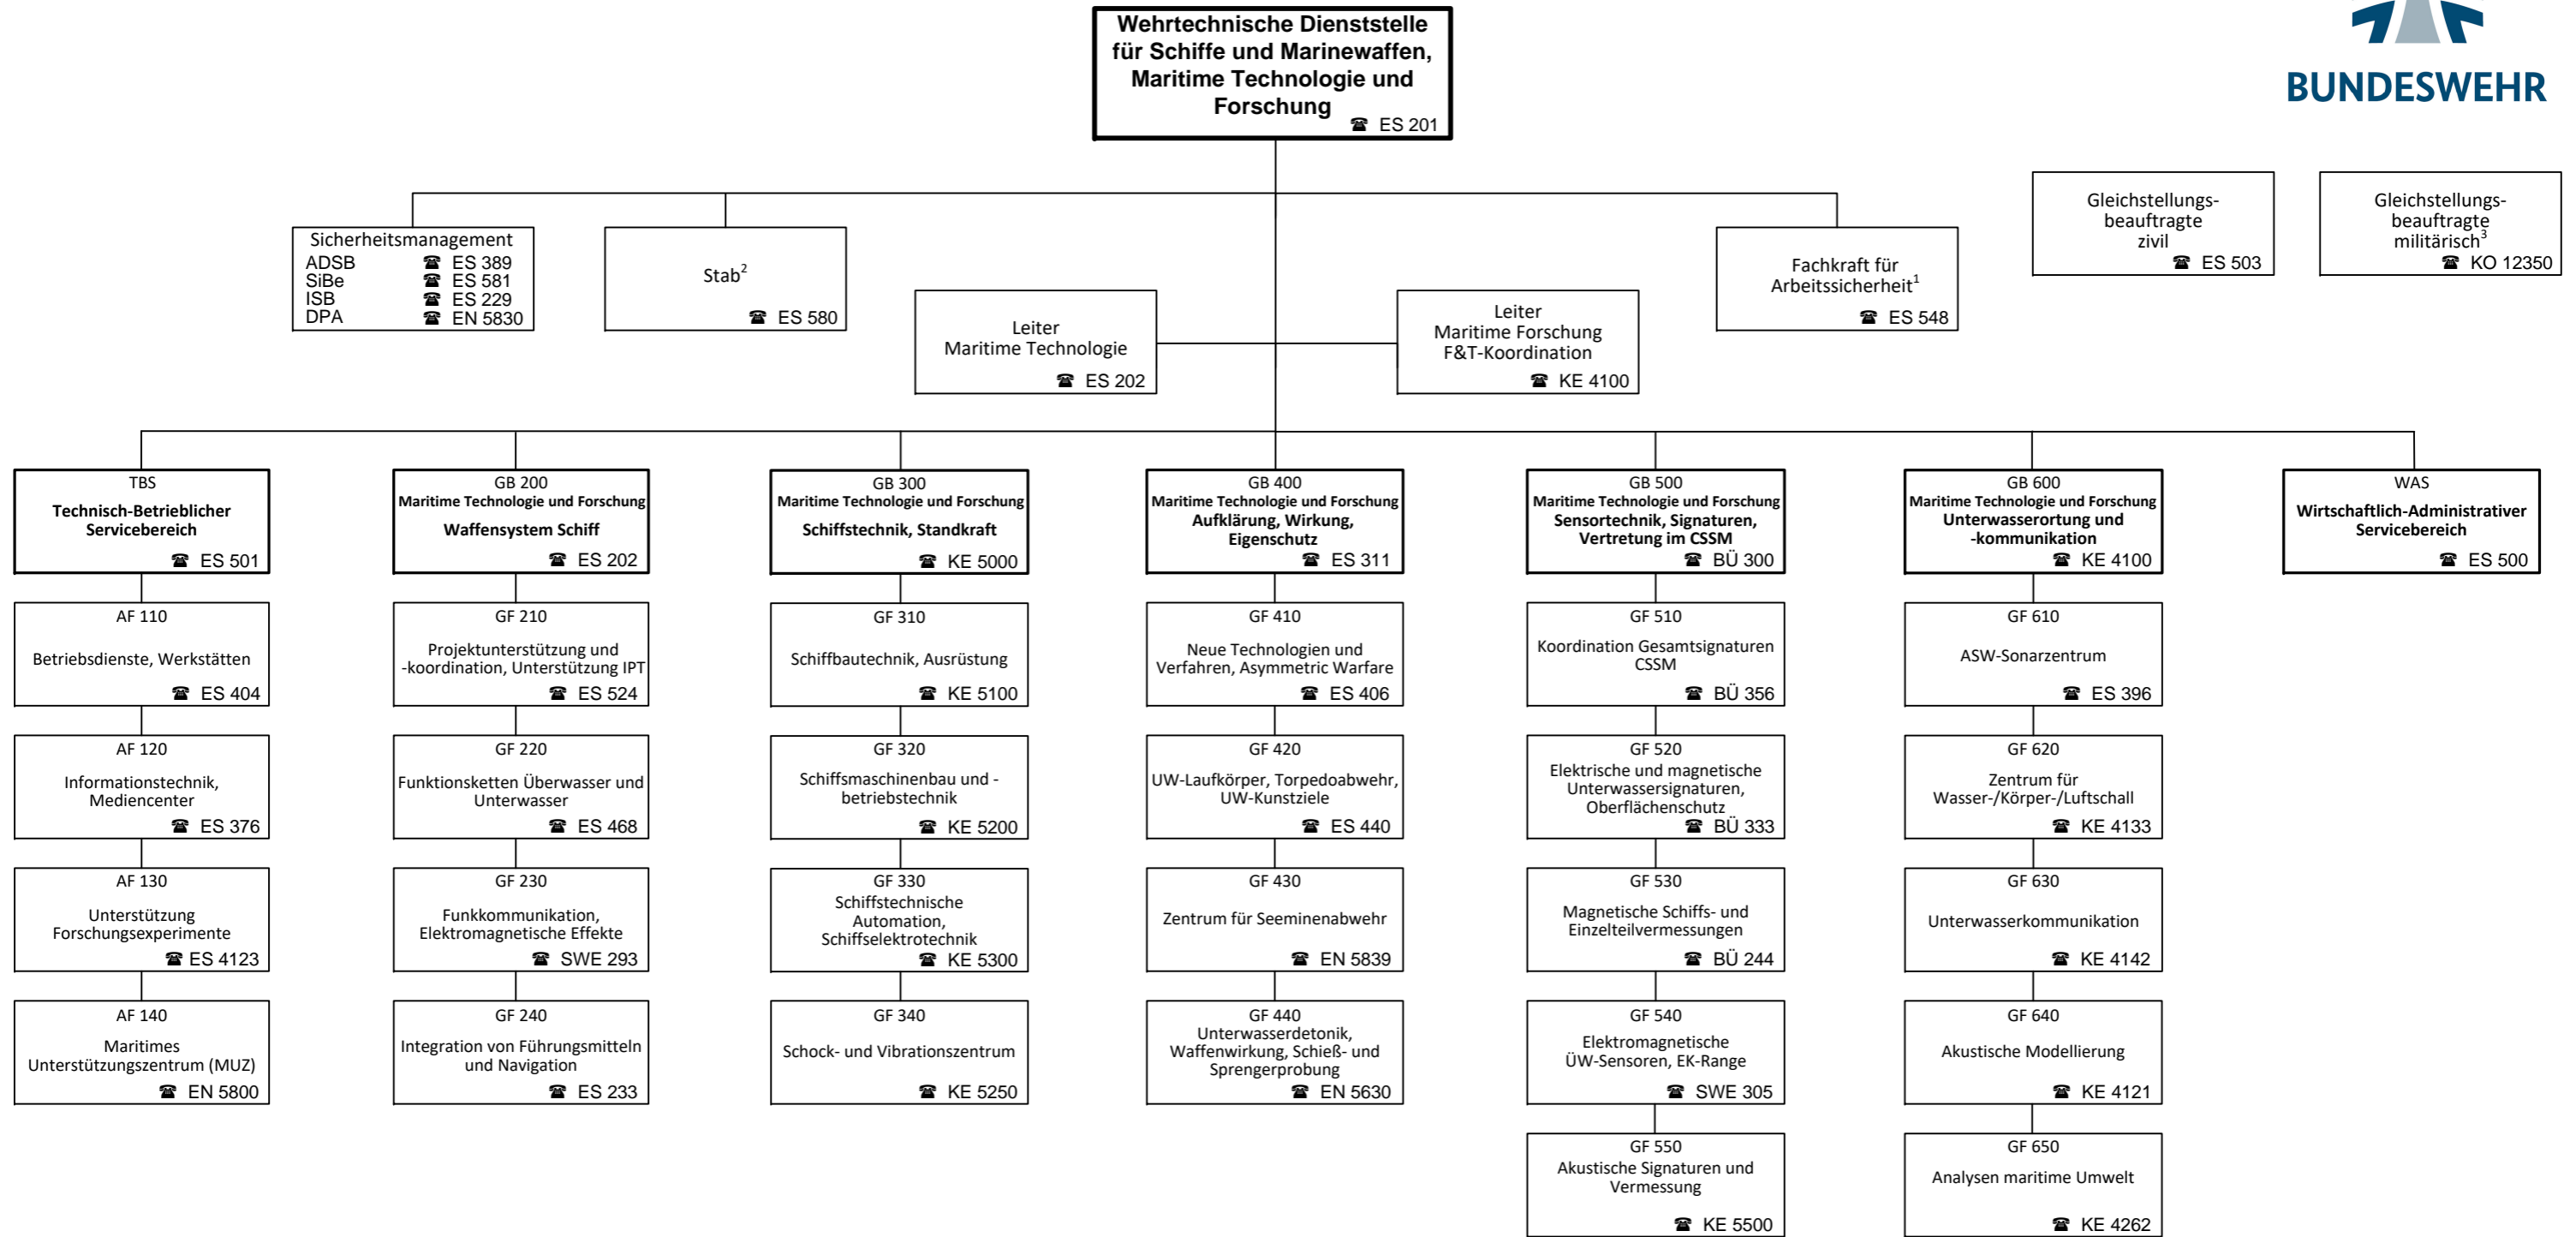 Wehrtechnische Dienststelle
für Schiffe und Marinewaffen,
Maritime Technologie und
Forschung
☎ ES 201
BUNDESWEHR
Sicherheitsmanagement
ADSB ☎ ES 389
SiBe ☎ ES 581
ISB ☎ ES 229
DPA ☎ EN 5830
Stab²
☎ ES 580
Leiter
Maritime Technologie
☎ ES 202
Leiter
Maritime Forschung
F&T-Koordination
☎ KE 4100
Fachkraft für
Arbeitssicherheit¹
☎ ES 548
Gleichstellungs-
beauftragte
zivil
☎ ES 503
Gleichstellungs-
beauftragte
militärisch³
☎ KO 12350
TBS
Technisch-Betrieblicher
Servicebereich
☎ ES 501
AF 110
Betriebsdienste, Werkstätten
☎ ES 404
AF 120
Informationstechnik,
Mediencenter
☎ ES 376
AF 130
Unterstützung
Forschungsexperimente
☎ ES 4123
AF 140
Maritimes
Unterstützungszentrum (MUZ)
☎ EN 5800
GB 200
Maritime Technologie und Forschung
Waffensystem Schiff
☎ ES 202
GF 210
Projektunterstützung und
-koordination, Unterstützung IPT
☎ ES 524
GF 220
Funktionsketten Überwasser und
Unterwasser
☎ ES 468
GF 230
Funkkommunikation,
Elektromagnetische Effekte
☎ SWE 293
GF 240
Integration von Führungsmitteln
und Navigation
☎ ES 233
GB 300
Maritime Technologie und Forschung
Schiffstechnik, Standkraft
☎ KE 5000
GF 310
Schiffbautechnik, Ausrüstung
☎ KE 5100
GF 320
Schiffsmaschinenbau und -
betriebstechnik
☎ KE 5200
GF 330
Schiffstechnische
Automation,
Schiffselektrotechnik
☎ KE 5300
GF 340
Schock- und Vibrationszentrum
☎ KE 5250
GB 400
Maritime Technologie und Forschung
Aufklärung, Wirkung,
Eigenschutz
☎ ES 311
GF 410
Neue Technologien und
Verfahren, Asymmetric Warfare
☎ ES 406
GF 420
UW-Laufkörper, Torpedoabwehr,
UW-Kunstziele
☎ ES 440
GF 430
Zentrum für Seeminenabwehr
☎ EN 5839
GF 440
Unterwasserdetonik,
Waffenwirkung, Schieß- und
Sprengerprobung
☎ EN 5630
GB 500
Maritime Technologie und Forschung
Sensortechnik, Signaturen,
Vertretung im CSSM
☎ BÜ 300
GF 510
Koordination Gesamtsignaturen
CSSM
☎ BÜ 356
GF 520
Elektrische und magnetische
Unterwassersignaturen,
Oberflächenschutz
☎ BÜ 333
GF 530
Magnetische Schiffs- und
Einzelteilvermessungen
☎ BÜ 244
GF 540
Elektromagnetische
ÜW-Sensoren, EK-Range
☎ SWE 305
GF 550
Akustische Signaturen und
Vermessung
☎ KE 5500
GB 600
Maritime Technologie und Forschung
Unterwasserortung und
-kommunikation
☎ KE 4100
GF 610
ASW-Sonarzentrum
☎ ES 396
GF 620
Zentrum für
Wasser-/Körper-/Luftschall
☎ KE 4133
GF 630
Unterwasserkommunikation
☎ KE 4142
GF 640
Akustische Modellierung
☎ KE 4121
GF 650
Analysen maritime Umwelt
☎ KE 4262
WAS
Wirtschaftlich-Administrativer
Servicebereich
☎ ES 500